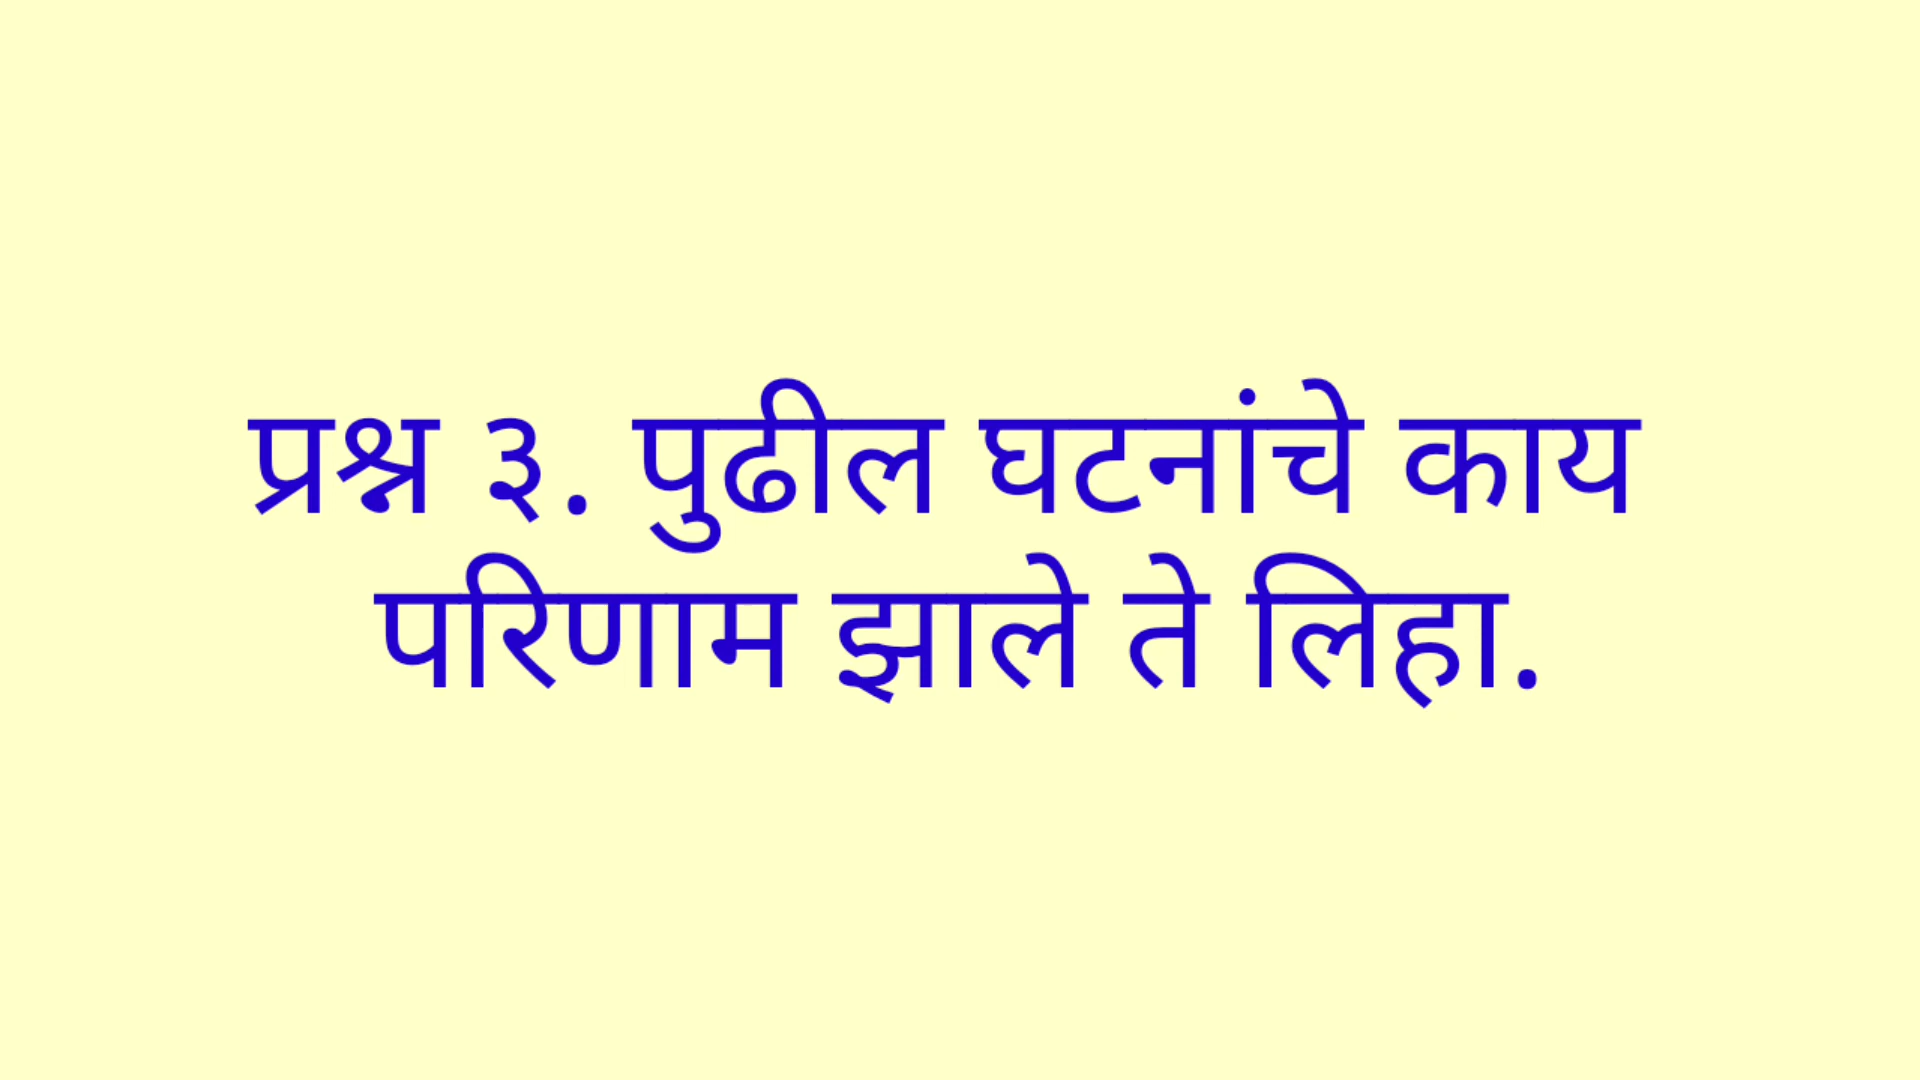 प्रश्न ३. पुढील घटनांचे काय
परिणाम झाले ते लिहा.